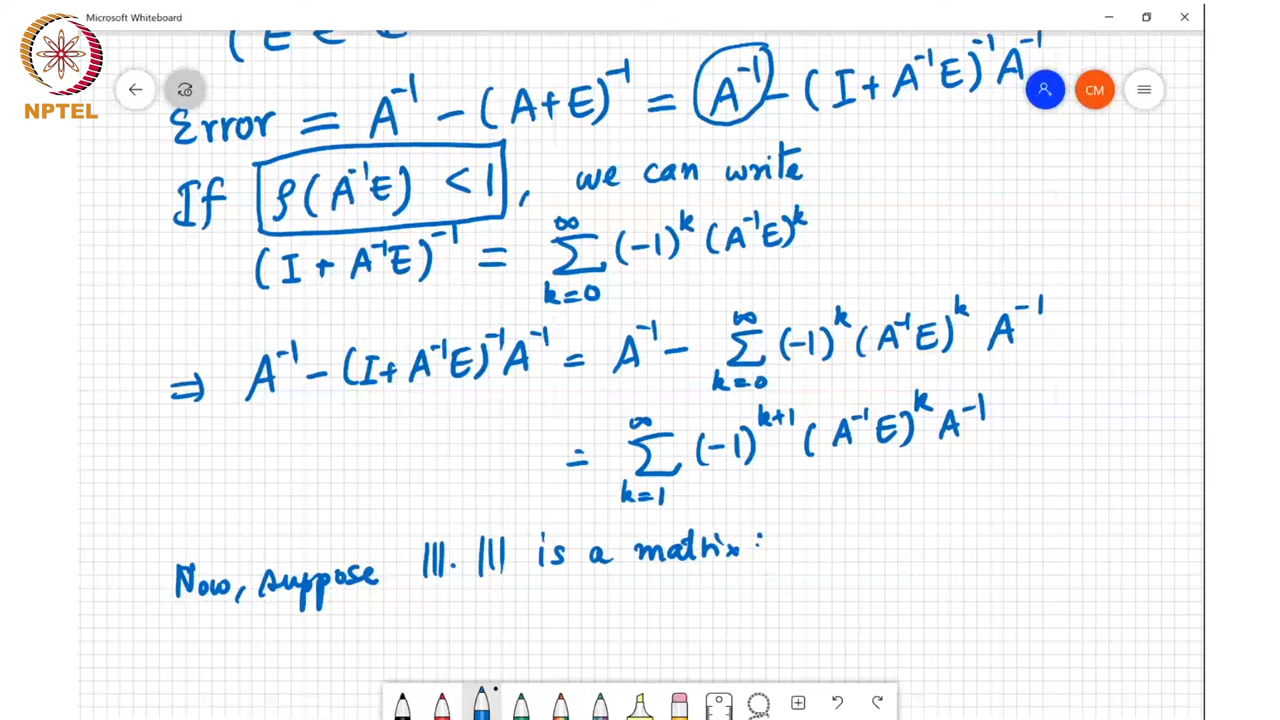 Microsoft Whiteboard
NPTEL
CM
Error = A⁻¹ - (A+E)⁻¹ = A⁻¹ - (I + A⁻¹E)⁻¹A⁻¹
If ρ(A⁻¹E) < 1, we can write
(I + A⁻¹E)⁻¹ = ∑_{k=0}^{∞} (-1)^k (A⁻¹E)^k
⇒ A⁻¹ - (I + A⁻¹E)⁻¹A⁻¹ = A⁻¹ - ∑_{k=0}^{∞} (-1)^k (A⁻¹E)^k A⁻¹
= ∑_{k=1}^{∞} (-1)^{k+1} (A⁻¹E)^k A⁻¹
Now, suppose |||.||| is a matrix